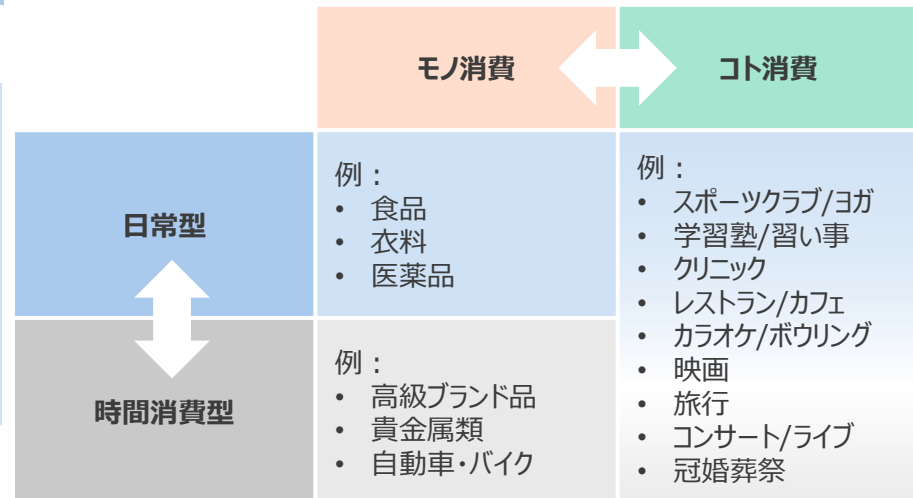 モノ消費
コト消費
日常型
例：
• 食品
• 衣料
• 医薬品
例：
• スポーツクラブ/ヨガ
• 学習塾/習い事
• クリニック
• レストラン/カフェ
• カラオケ/ボウリング
• 映画
• 旅行
• コンサート/ライブ
• 冠婚葬祭
時間消費型
例：
• 高級ブランド品
• 貴金属類
• 自動車・バイク